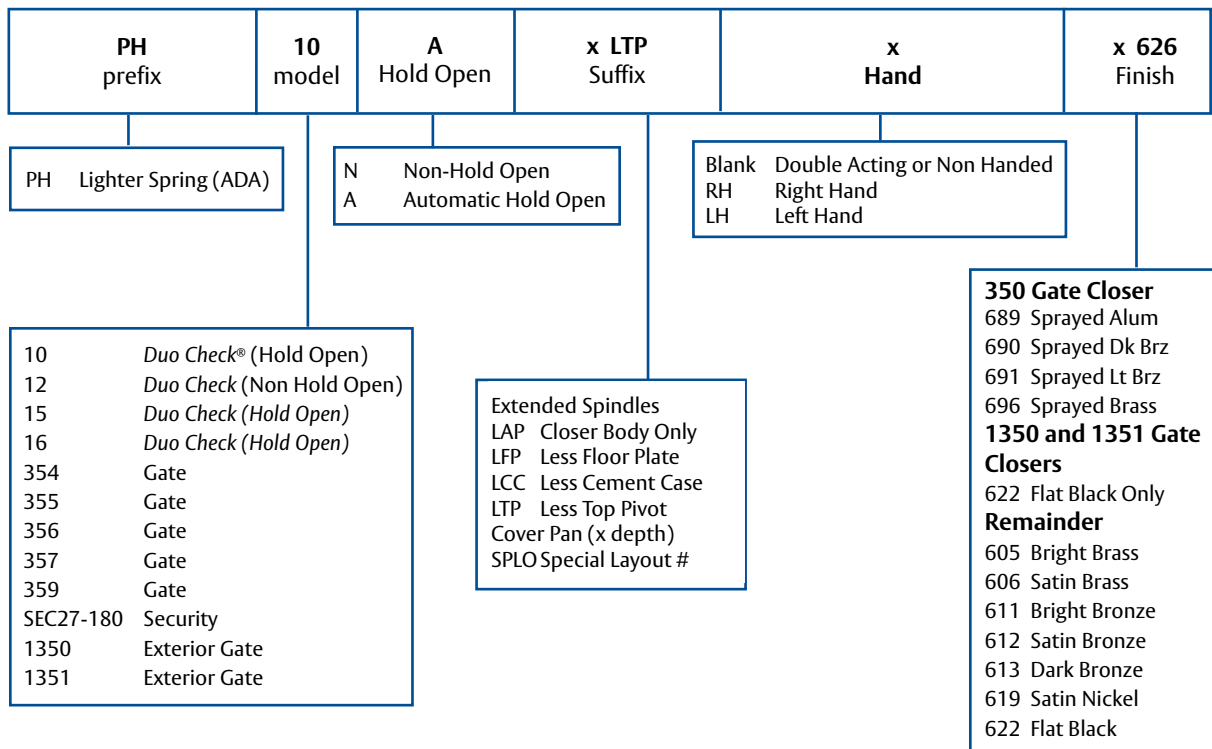 PH 10 A x LTP x x 626
prefix model Hold Open Suffix Hand Finish
PH Lighter Spring (ADA)
N Non-Hold Open
A Automatic Hold Open
Blank Double Acting or Non Handed
RH Right Hand
LH Left Hand
10 Duo Check® (Hold Open)
12 Duo Check (Non Hold Open)
15 Duo Check (Hold Open)
16 Duo Check (Hold Open)
354 Gate
355 Gate
356 Gate
357 Gate
359 Gate
SEC27-180 Security
1350 Exterior Gate
1351 Exterior Gate
Extended Spindles
LAP Closer Body Only
LFP Less Floor Plate
LCC Less Cement Case
LTP Less Top Pivot
Cover Pan (x depth)
SPLO Special Layout #
350 Gate Closer
689 Sprayed Alum
690 Sprayed Dk Brz
691 Sprayed Lt Brz
696 Sprayed Brass
1350 and 1351 Gate
Closers
622 Flat Black Only
Remainder
605 Bright Brass
606 Satin Brass
611 Bright Bronze
612 Satin Bronze
613 Dark Bronze
619 Satin Nickel
622 Flat Black